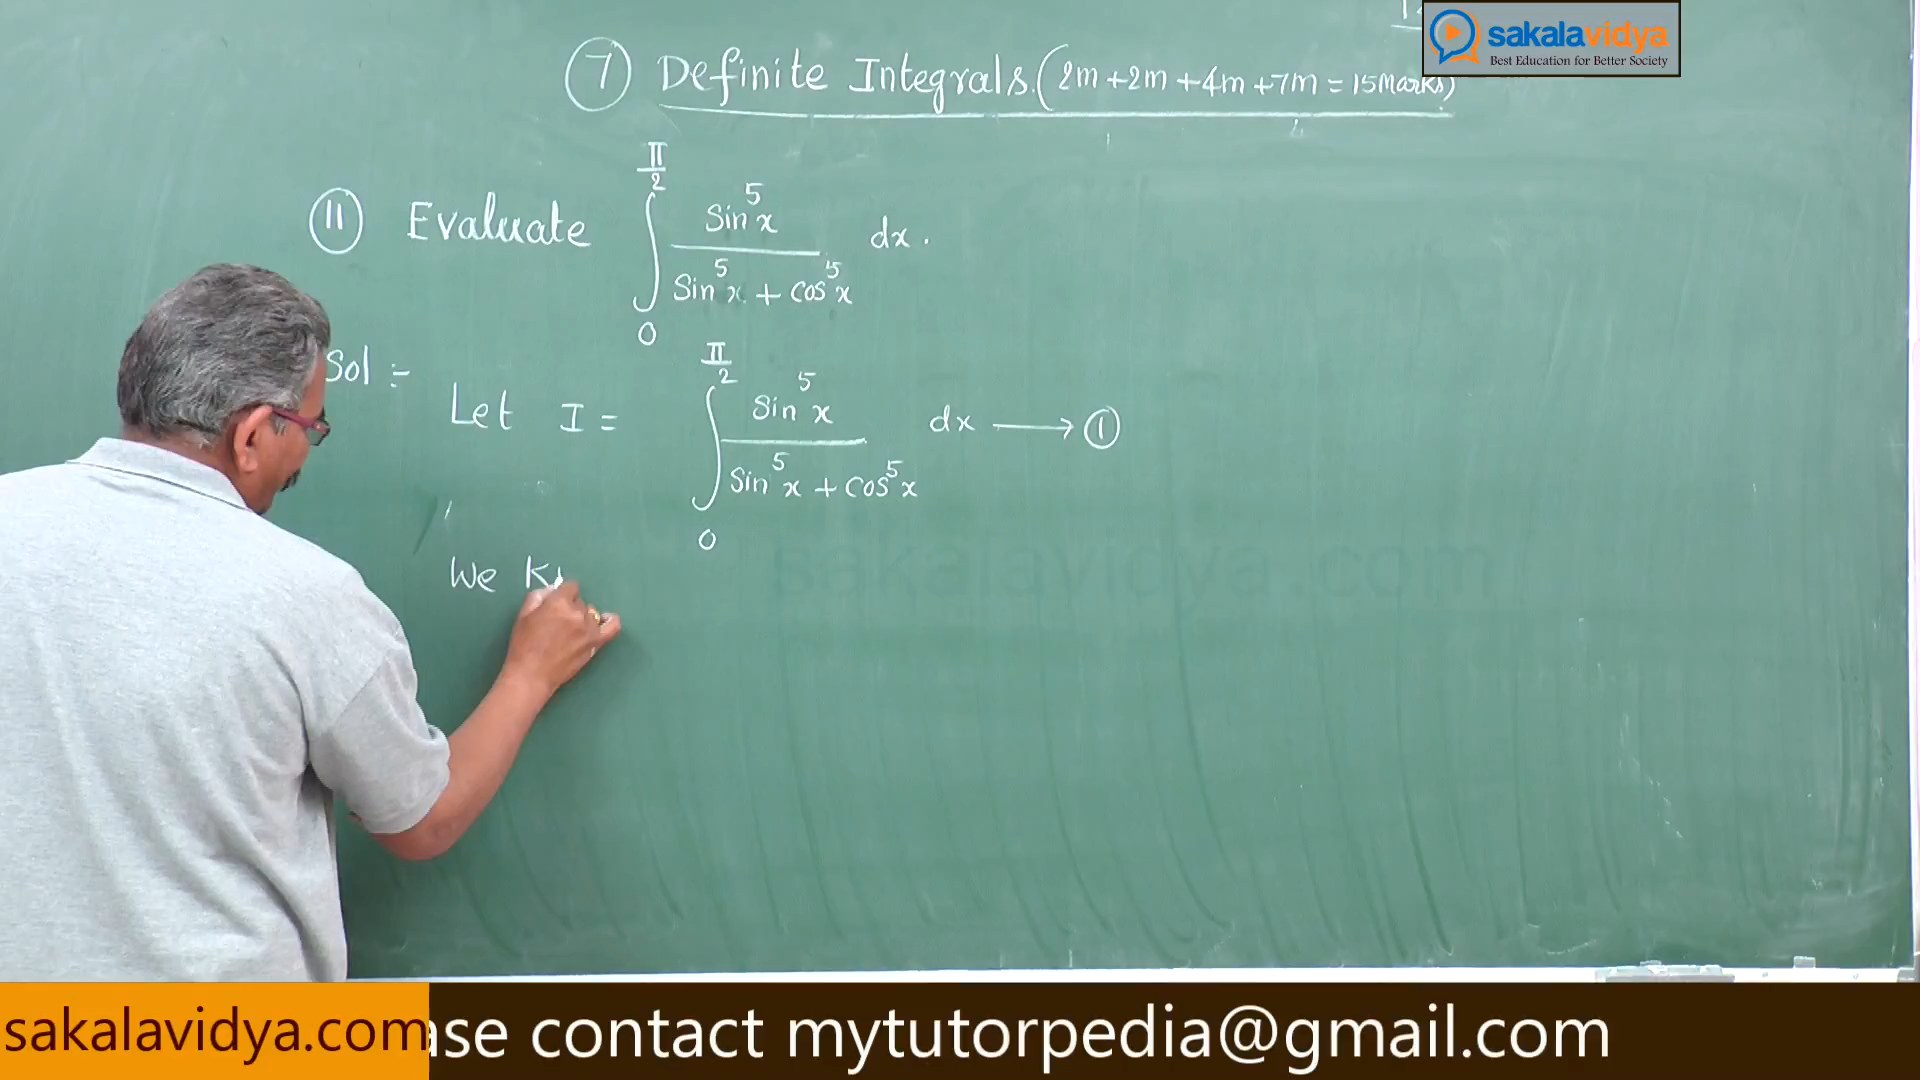 sakalavidya
Best Education for Better Society
7 Definite Integrals. (2m+2m+4m+7m=15Marks)
11 Evaluate ∫₀^(π/2) Sin⁵x / (Sin⁵x + Cos⁵x) dx.
Sol :-
Let I = ∫₀^(π/2) Sin⁵x / (Sin⁵x + Cos⁵x) dx ⟶ 1
We
sakalavidya.com
sakalavidya.com
contact mytutorpedia@gmail.com